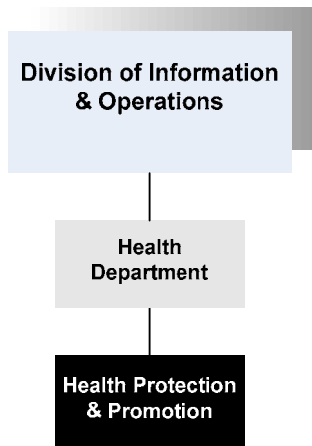 Division of Information
& Operations
Health
Department
Health Protection
& Promotion